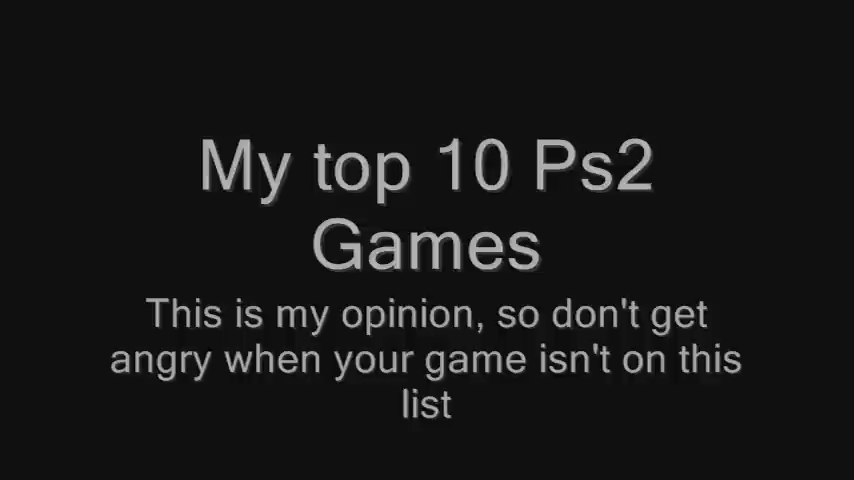 My top 10 Ps2
Games
This is my opinion, so don't get
angry when your game isn't on this
list